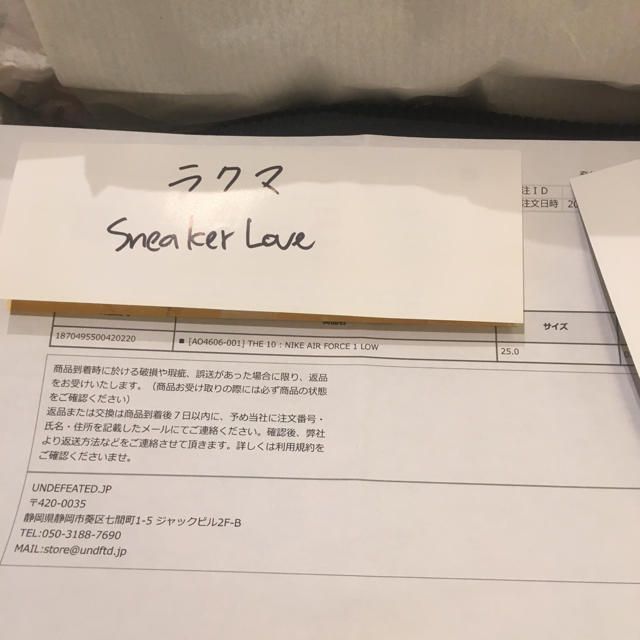 ラクマ
Sneaker Love
注ID
注文日時 20
サイズ
1870495500420220
■ [AO4606-001] THE 10 : NIKE AIR FORCE 1 LOW
25.0
商品到着時に於ける破損や瑕疵、誤送があった場合に限り、返品
をお受けいたします。（商品お受け取りの際には必ず商品の状態
をご確認ください）
返品または交換は商品到着後７日以内に、予め当社に注文番号・
氏名・住所を記載したメールにてご連絡ください。確認後、弊社
より返送方法などをご連絡させて頂きます。詳しくは利用規約を
ご確認くださいませ。
UNDEFEATED.JP
〒420-0035
静岡県静岡市葵区七間町1-5 ジャックビル2F-B
TEL:050-3188-7690
MAIL:store@undftd.jp